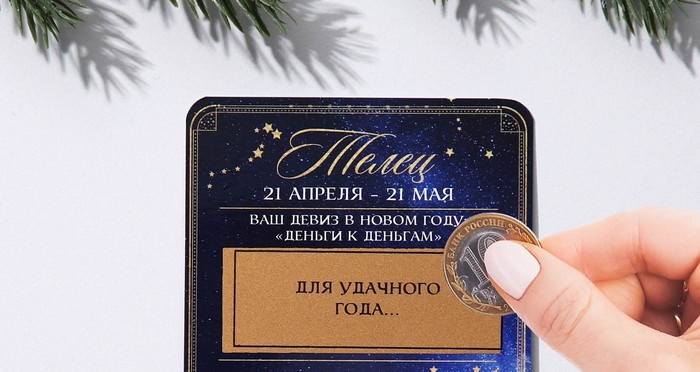 Телец
21 АПРЕЛЯ - 21 МАЯ
ВАШ ДЕВИЗ В НОВОМ ГОДУ:
«ДЕНЬГИ К ДЕНЬГАМ»
ДЛЯ УДАЧНОГО
ГОДА...
БАНК РОССИИ
10